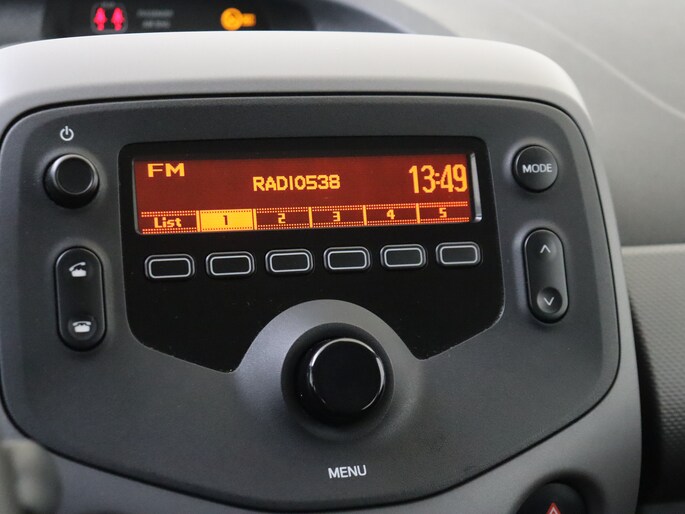 FM
RADIO538
13:49
List 1 2 3 4 5
MODE
MENU